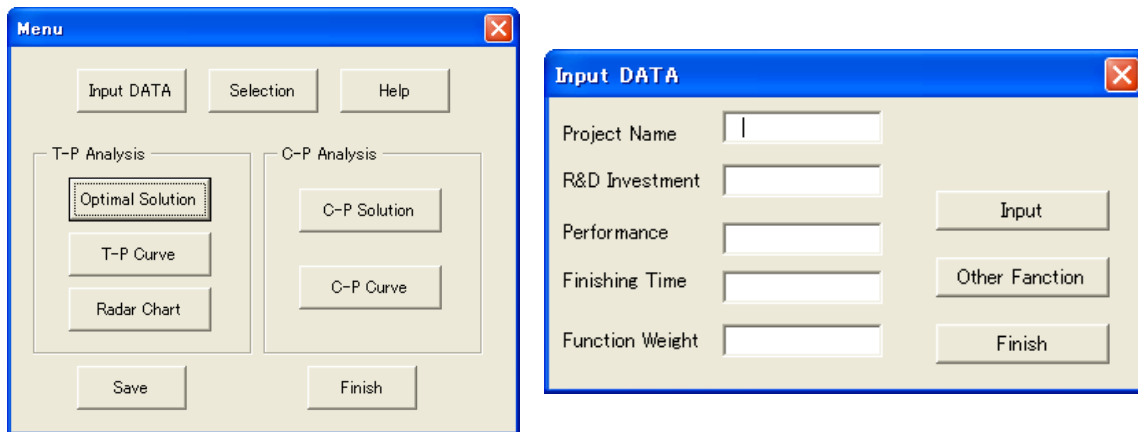 Menu
Input DATA Selection Help
T-P Analysis
Optimal Solution
T-P Curve
Radar Chart
C-P Analysis
C-P Solution
C-P Curve
Save Finish
Input DATA
Project Name
R&D Investment
Performance
Finishing Time
Function Weight
Input
Other Fanction
Finish